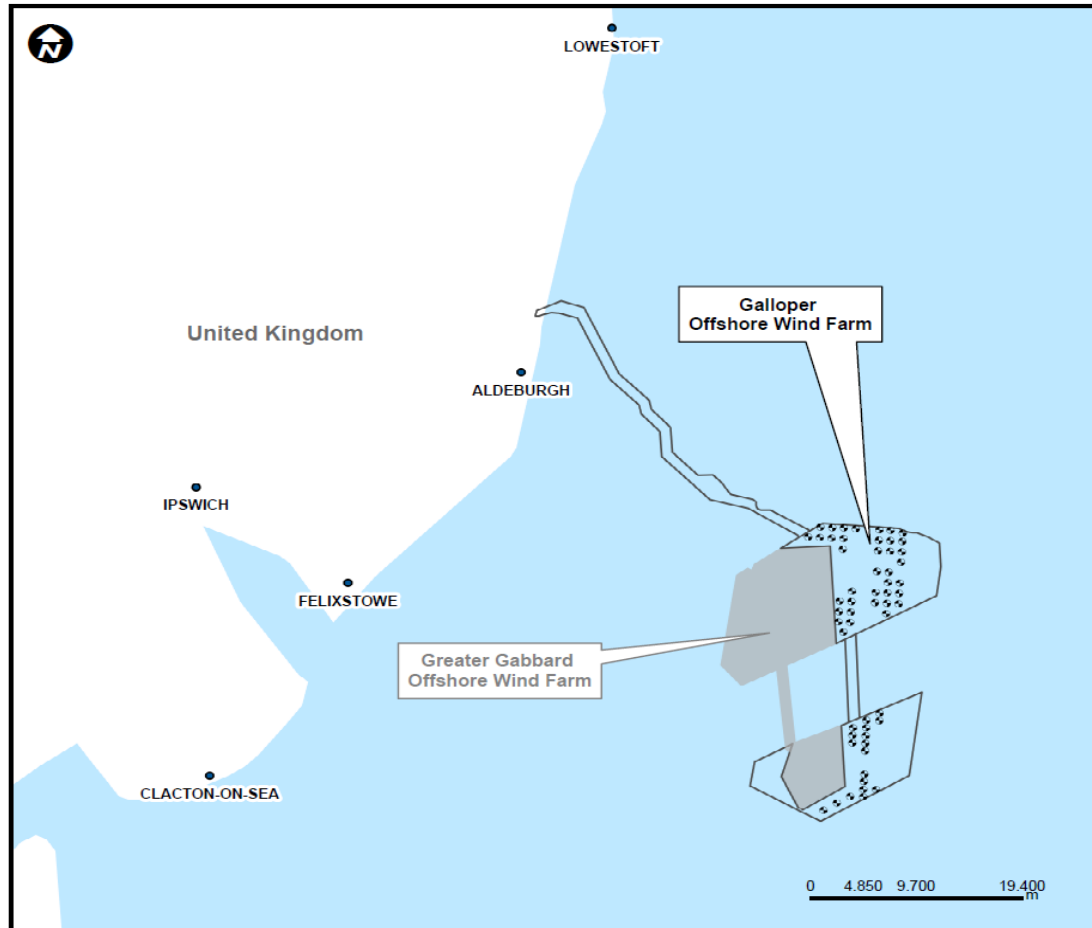 N
LOWESTOFT
Galloper
Offshore Wind Farm
United Kingdom
ALDEBURGH
IPSWICH
FELIXSTOWE
Greater Gabbard
Offshore Wind Farm
CLACTON-ON-SEA
0 4.850 9.700 19.400
m